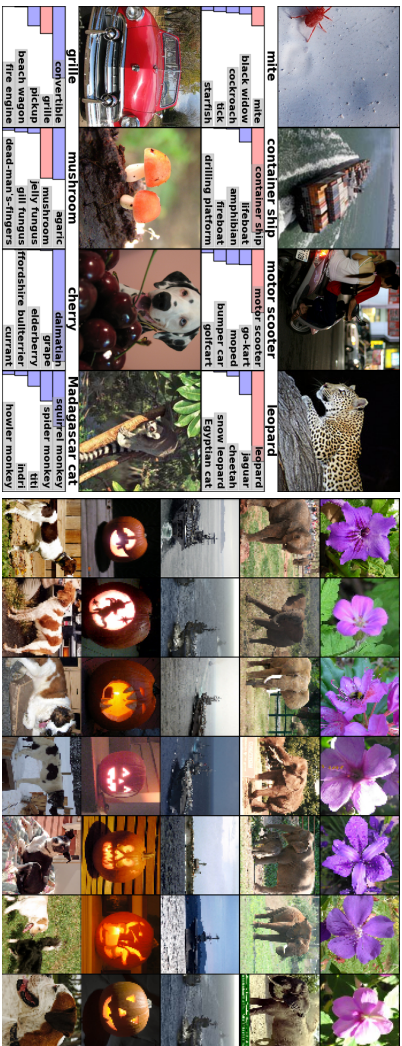 mite
container ship
motor scooter
leopard
mite
black widow
cockroach
tick
starfish
container ship
lifeboat
amphibian
fireboat
drilling platform
motor scooter
go-kart
moped
bumper car
golfcart
leopard
jaguar
cheetah
snow leopard
Egyptian cat
grille
mushroom
cherry
Madagascar cat
convertible
grille
pickup
beach wagon
fire engine
agaric
mushroom
jelly fungus
gill fungus
dead-man's-fingers
dalmatian
grape
elderberry
ffordshire bullterrier
currant
squirrel monkey
spider monkey
titi
indri
howler monkey